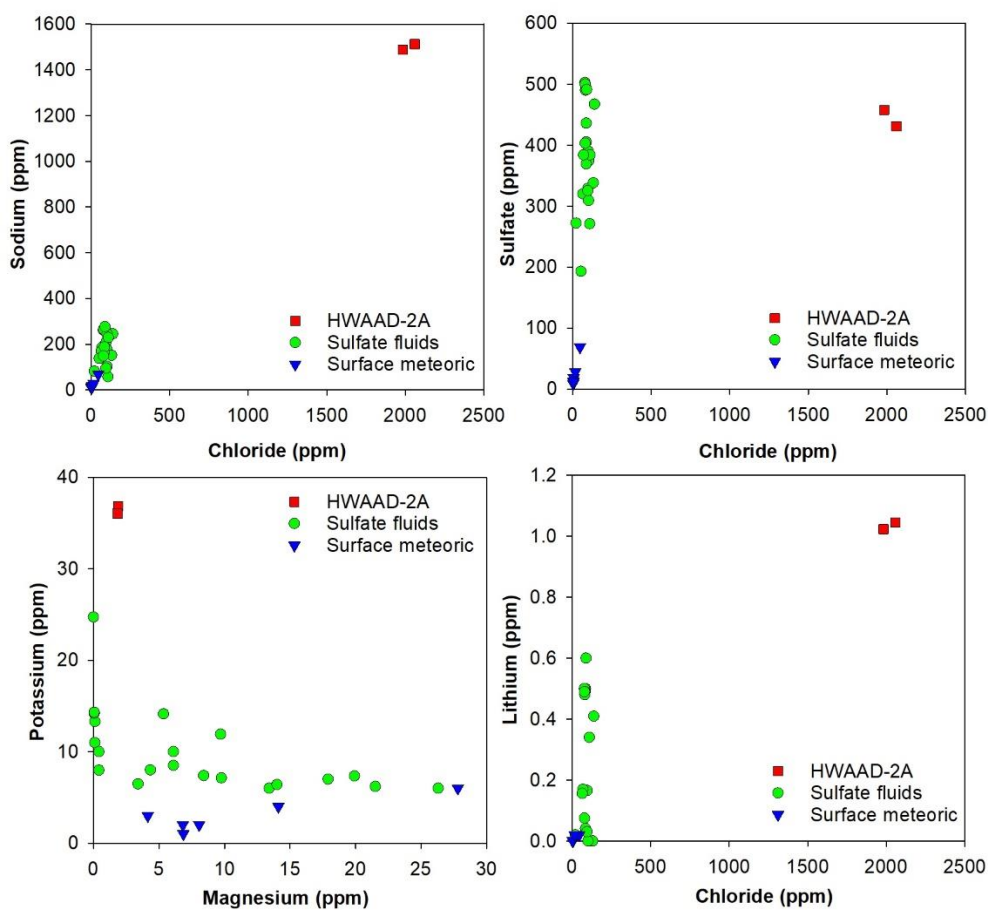 1600
1400
1200
1000
800
600
400
200
0
Sodium (ppm)
HWAAD-2A
Sulfate fluids
Surface meteoric
0 500 1000 1500 2000 2500
Chloride (ppm)
600
500
400
300
200
100
0
Sulfate (ppm)
HWAAD-2A
Sulfate fluids
Surface meteoric
0 500 1000 1500 2000 2500
Chloride (ppm)
40
30
20
10
0
Potassium (ppm)
HWAAD-2A
Sulfate fluids
Surface meteoric
0 5 10 15 20 25 30
Magnesium (ppm)
1.2
1.0
0.8
0.6
0.4
0.2
0.0
Lithium (ppm)
HWAAD-2A
Sulfate fluids
Surface meteoric
0 500 1000 1500 2000 2500
Chloride (ppm)